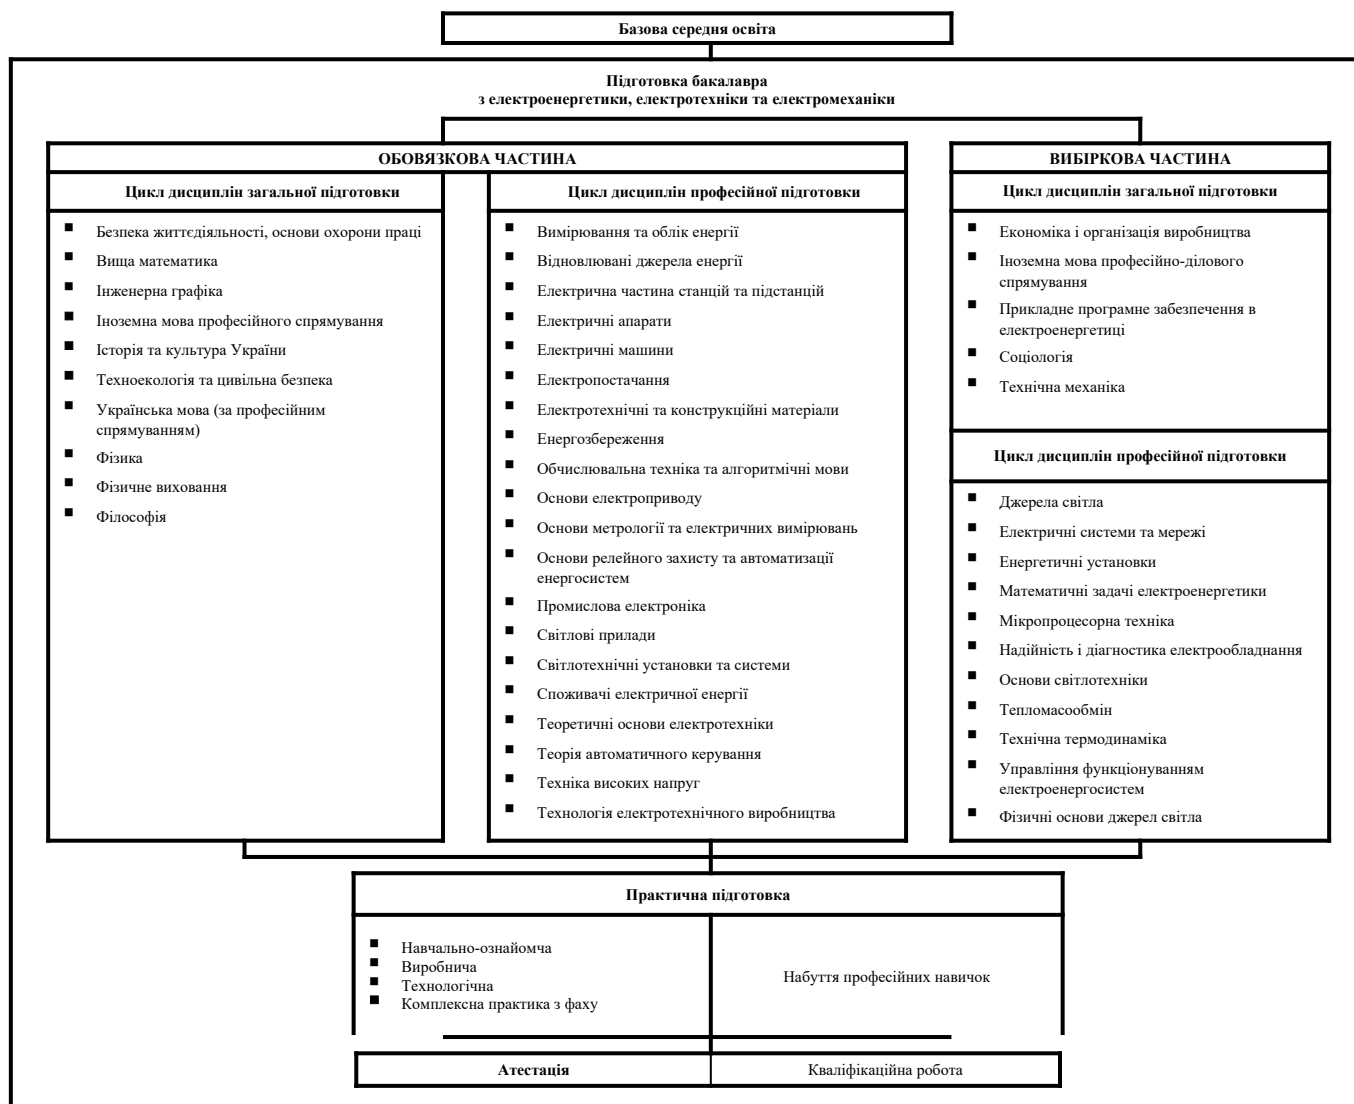 Базова середня освіта
Підготовка бакалавра
з електроенергетики, електротехніки та електромеханіки
ОБОВЯЗКОВА ЧАСТИНА
Цикл дисциплін загальної підготовки
Безпека життєдіяльності, основи охорони праці
Вища математика
Інженерна графіка
Іноземна мова професійного спрямування
Історія та культура України
Техноекологія та цивільна безпека
Українська мова (за професійним
спрямуванням)
Фізика
Фізичне виховання
Філософія
Цикл дисциплін професійної підготовки
Вимірювання та облік енергії
Відновлювані джерела енергії
Електрична частина станцій та підстанцій
Електричні апарати
Електричні машини
Електропостачання
Електротехнічні та конструкційні матеріали
Енергозбереження
Обчислювальна техніка та алгоритмічні мови
Основи електроприводу
Основи метрології та електричних вимірювань
Основи релейного захисту та автоматизації
енергосистем
Промислова електроніка
Світлові прилади
Світлотехнічні установки та системи
Споживачі електричної енергії
Теоретичні основи електротехніки
Теорія автоматичного керування
Техніка високих напруг
Технологія електротехнічного виробництва
ВИБІРКОВА ЧАСТИНА
Цикл дисциплін загальної підготовки
Економіка і організація виробництва
Іноземна мова професійно-ділового
спрямування
Прикладне програмне забезпечення в
електроенергетиці
Соціологія
Технічна механіка
Цикл дисциплін професійної підготовки
Джерела світла
Електричні системи та мережі
Енергетичні установки
Математичні задачі електроенергетики
Мікропроцесорна техніка
Надійність і діагностика електрообладнання
Основи світлотехніки
Тепломасообмін
Технічна термодинаміка
Управління функціонуванням
електроенергосистем
Фізичні основи джерел світла
Практична підготовка
Навчально-ознайомча
Виробнича
Технологічна
Комплексна практика з фаху
Набуття професійних навичок
Атестація
Кваліфікаційна робота